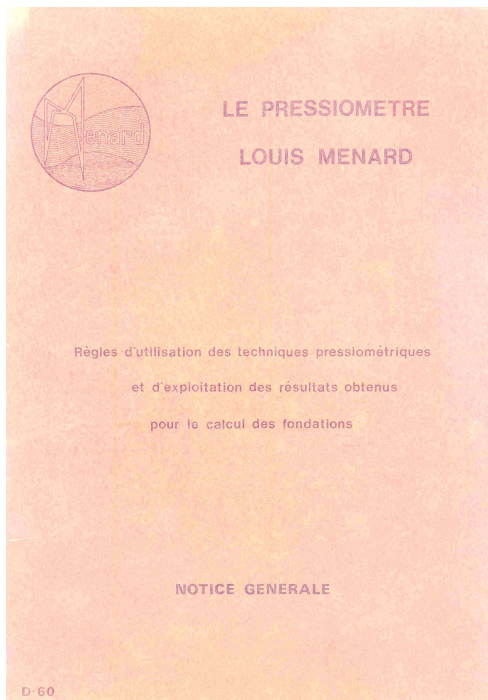 Menard
LE PRESSIOMETRE
LOUIS MENARD
Règles d'utilisation des techniques pressiométriques
et d'exploitation des résultats obtenus
pour le calcul des fondations
NOTICE GENERALE
D-60